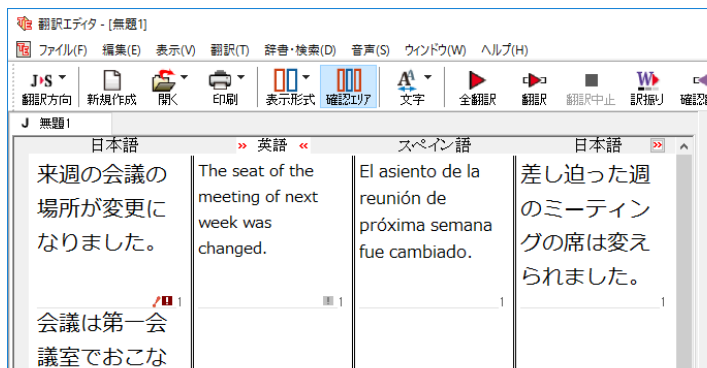 翻訳エディタ - [無題1]
ファイル(F) 編集(E) 表示(V) 翻訳(T) 辞書・検索(D) 音声(S) ウインドウ(W) ヘルプ(H)
J▸S
翻訳方向 新規作成 開く 印刷 表示形式 確認エリア 文字 全翻訳 翻訳 翻訳中止 訳振り
J 無題1
日本語
来週の会議の
場所が変更に
なりました。
1
会議は第一会
議室でおこな
» 英語 «
The seat of the
meeting of next
week was
changed.
1
スペイン語
El asiento de la
reunión de
próxima semana
fue cambiado.
1
日本語 »
差し迫った週
のミーティン
グの席は変え
られました。
1